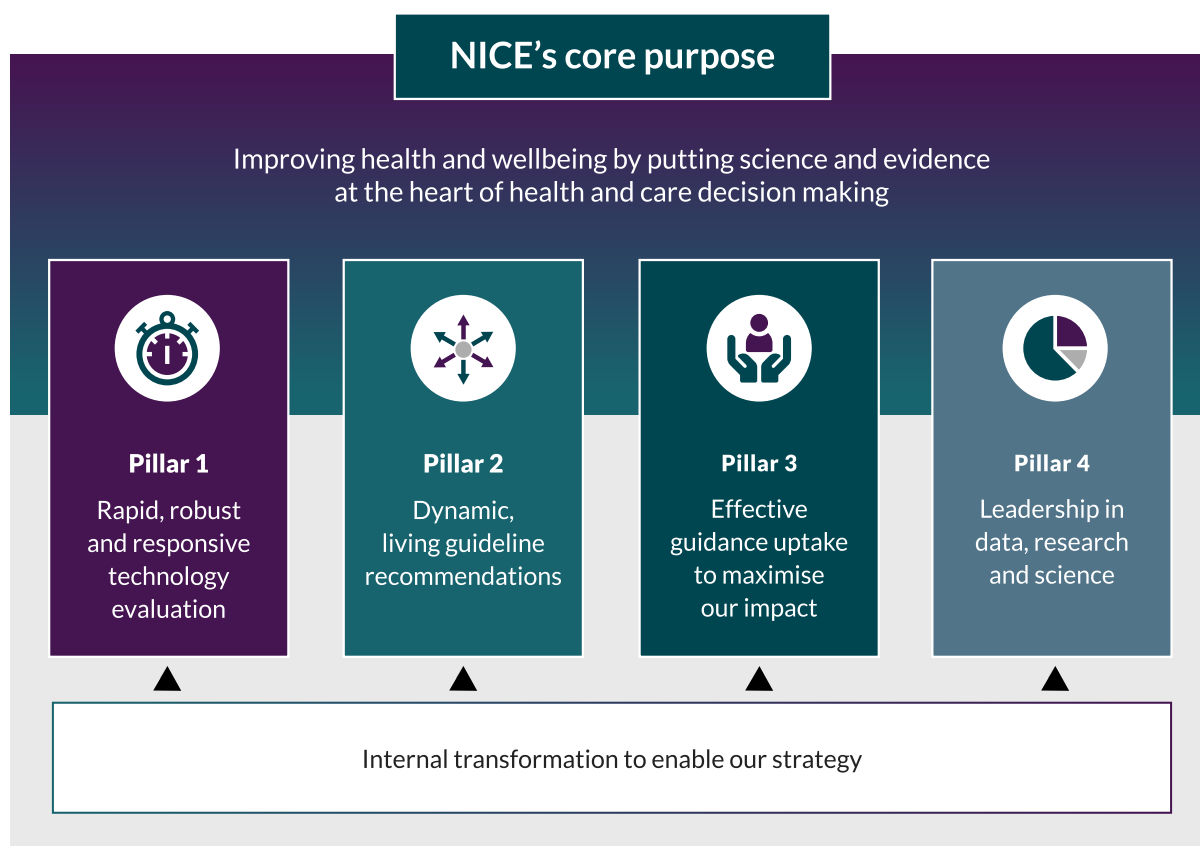 NICE’s core purpose
Improving health and wellbeing by putting science and evidence
at the heart of health and care decision making
Pillar 1
Rapid, robust
and responsive
technology
evaluation
Pillar 2
Dynamic,
living guideline
recommendations
Pillar 3
Effective
guidance uptake
to maximise
our impact
Pillar 4
Leadership in
data, research
and science
Internal transformation to enable our strategy